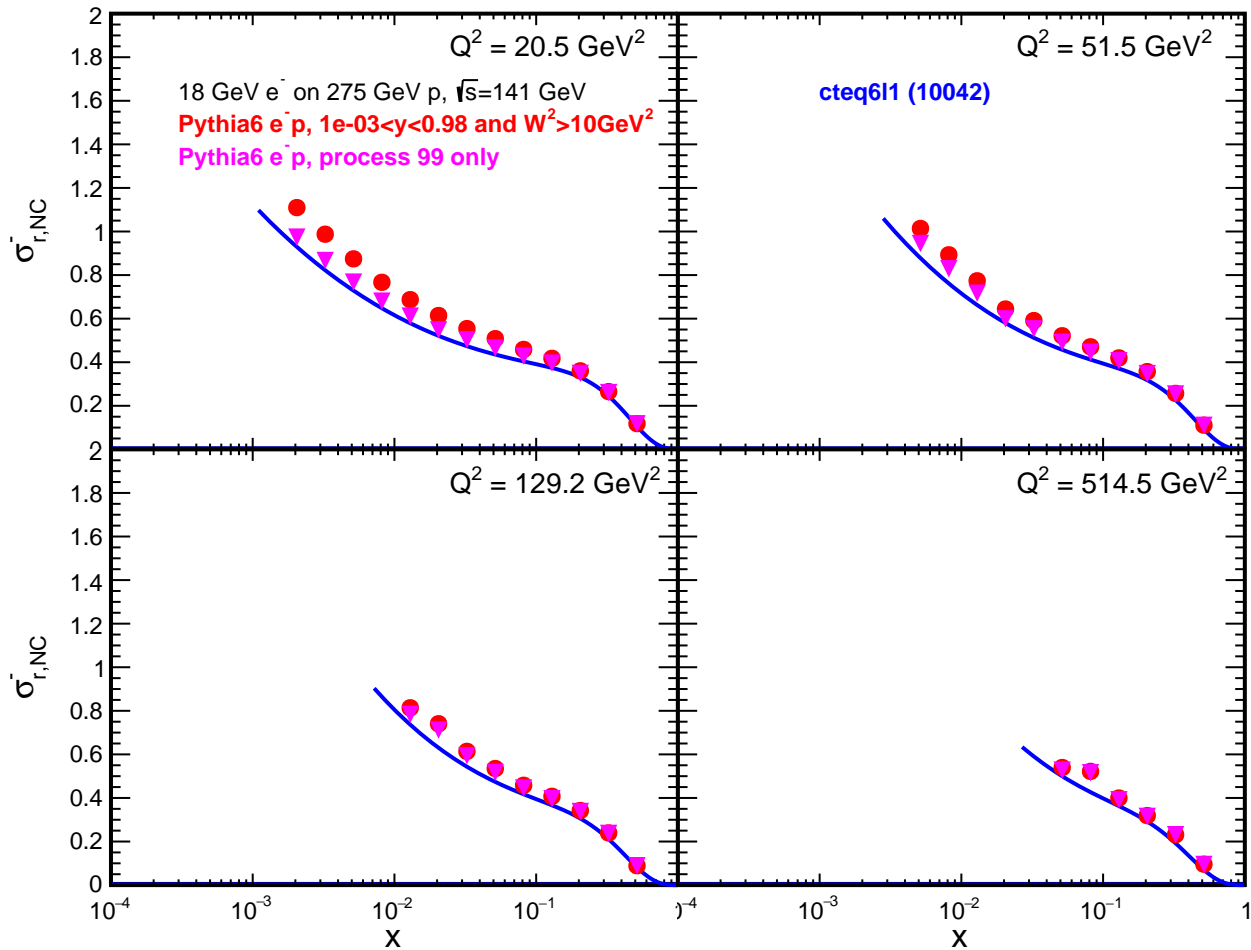 Q² = 20.5 GeV²
Q² = 51.5 GeV²
18 GeV e⁻ on 275 GeV p, √s=141 GeV
Pythia6 e⁻p, 1e-03<y<0.98 and W²>10GeV²
Pythia6 e⁻p, process 99 only
cteq6l1 (10042)
σ⁻r,NC
2
1.8
1.6
1.4
1.2
1
0.8
0.6
0.4
0.2
Q² = 129.2 GeV²
Q² = 514.5 GeV²
σ⁻r,NC
2
2
1.8
1.6
1.4
1.2
1
0.8
0.6
0.4
0.2
0
10⁻⁴
10⁻³
10⁻²
10⁻¹
0⁻⁴
10⁻³
10⁻²
10⁻¹
1
x
x